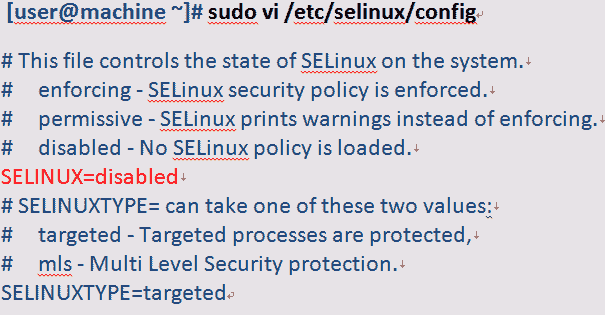 [user@machine ~]# sudo vi /etc/selinux/config
# This file controls the state of SELinux on the system.
#     enforcing - SELinux security policy is enforced.
#     permissive - SELinux prints warnings instead of enforcing.
#     disabled - No SELinux policy is loaded.
SELINUX=disabled
# SELINUXTYPE= can take one of these two values:
#     targeted - Targeted processes are protected,
#     mls - Multi Level Security protection.
SELINUXTYPE=targeted